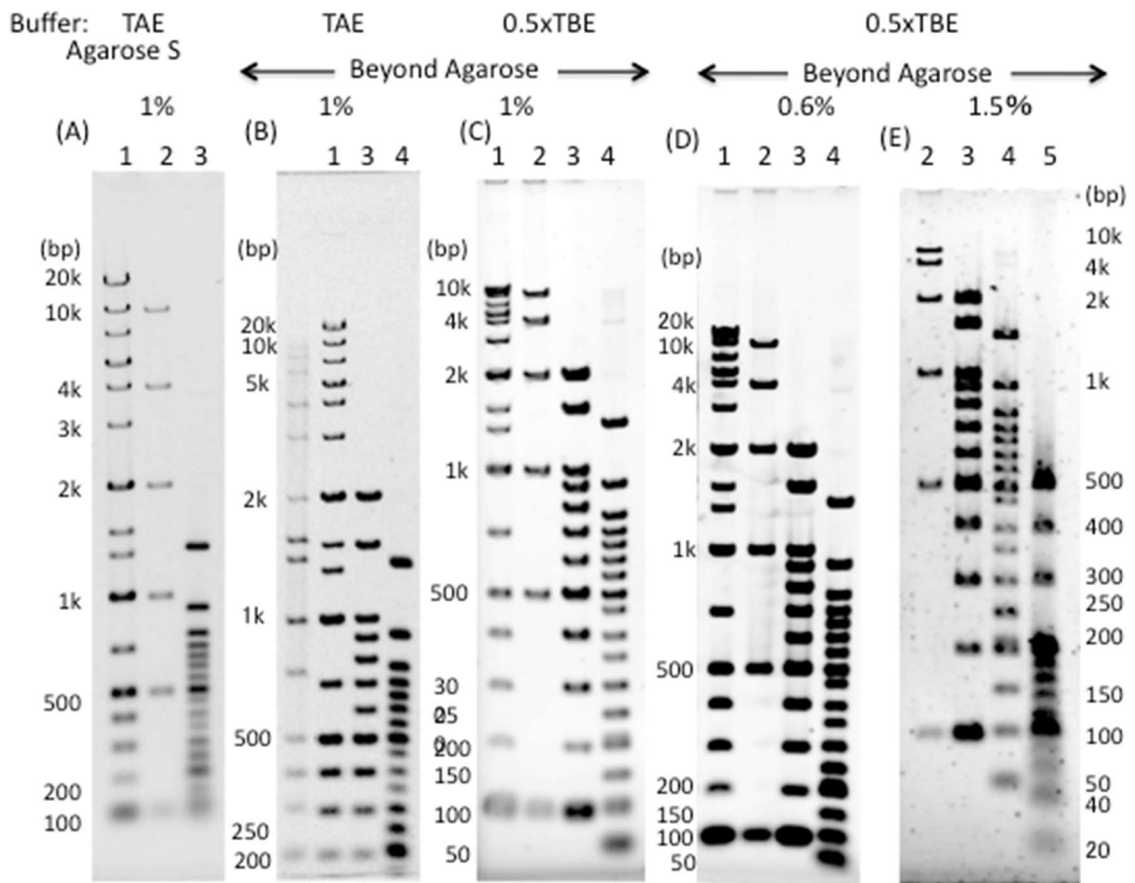 Buffer: TAE TAE 0.5xTBE 0.5xTBE
Agarose S
Beyond Agarose Beyond Agarose
1% 1% 1% 0.6% 1.5%
(A) (B) (C) (D) (E)
1 2 3 1 3 4 1 2 3 4 1 2 3 4 2 3 4 5
(bp)
20k
10k
4k
3k
2k
1k
500
200
100
(bp)
20k
10k
5k
2k
1k
500
250
200
(bp)
10k
4k
2k
1k
500
30
0
25
0
200
150
100
50
(bp)
20k
10k
4k
2k
1k
500
200
150
100
50
(bp)
10k
4k
2k
1k
500
400
300
250
200
150
100
50
40
20